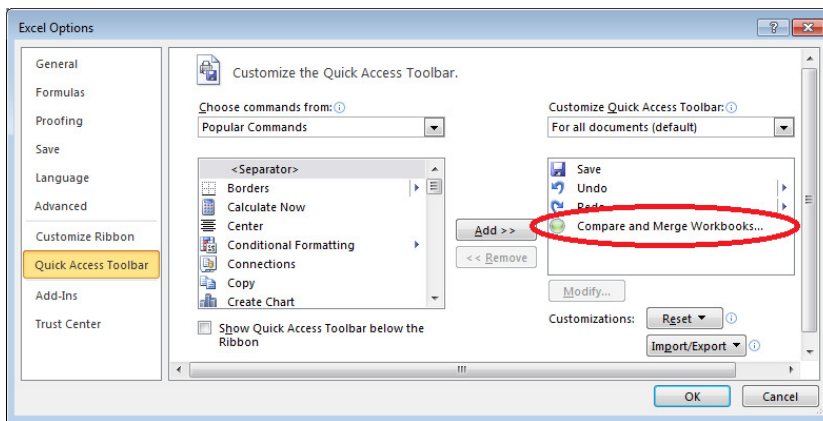 Excel Options
General
Formulas
Proofing
Save
Language
Advanced
Customize Ribbon
Quick Access Toolbar
Add-Ins
Trust Center
Customize the Quick Access Toolbar.
Choose commands from:
Popular Commands
<Separator>
Borders
Calculate Now
Center
Conditional Formatting
Connections
Copy
Create Chart
Show Quick Access Toolbar below the
Ribbon
Add >>
<< Remove
Customize Quick Access Toolbar:
For all documents (default)
Save
Undo
Redo
Compare and Merge Workbooks...
Modify...
Customizations:
Reset
Import/Export
OK
Cancel